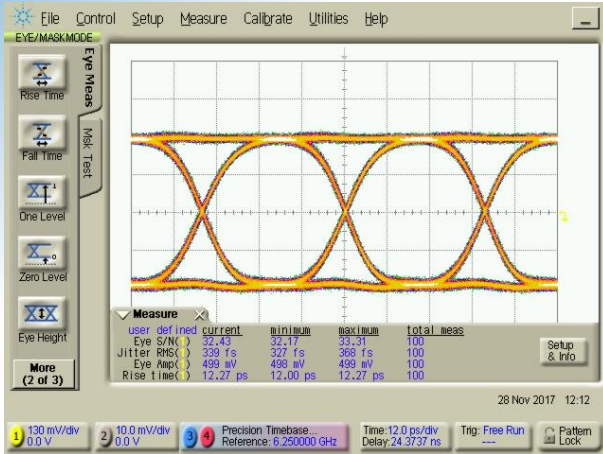 File Control Setup Measure Calibrate Utilities Help
EYE/MASK MODE
Eye Meas
Msk Test
Rise Time
Fall Time
One Level
Zero Level
Eye Height
More
(2 of 3)
Measure
user defined current minimum maximum total meas
Eye S/N(1) 32.43 32.17 33.31 100
Jitter RMS(1) 339 fs 327 fs 368 fs 100
Eye Amp(1) 499 mV 498 mV 499 mV 100
Rise time(1) 12.27 ps 12.00 ps 12.27 ps 100
Setup
& Info
28 Nov 2017 12:12
1 130 mV/div
0.0 V
2 10.0 mV/div
0.0 V
3 4 Precision Timebase...
Reference: 6.250000 GHz
Time:12.0 ps/div
Delay:24.3737 ns
Trig: Free Run
---
Pattern
Lock